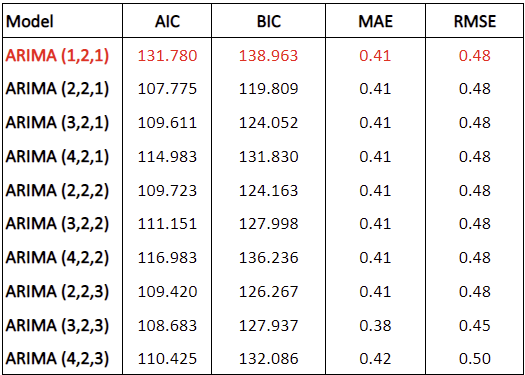 Model AIC BIC MAE RMSE
ARIMA (1,2,1) 131.780 138.963 0.41 0.48
ARIMA (2,2,1) 107.775 119.809 0.41 0.48
ARIMA (3,2,1) 109.611 124.052 0.41 0.48
ARIMA (4,2,1) 114.983 131.830 0.41 0.48
ARIMA (2,2,2) 109.723 124.163 0.41 0.48
ARIMA (3,2,2) 111.151 127.998 0.41 0.48
ARIMA (4,2,2) 116.983 136.236 0.41 0.48
ARIMA (2,2,3) 109.420 126.267 0.41 0.48
ARIMA (3,2,3) 108.683 127.937 0.38 0.45
ARIMA (4,2,3) 110.425 132.086 0.42 0.50